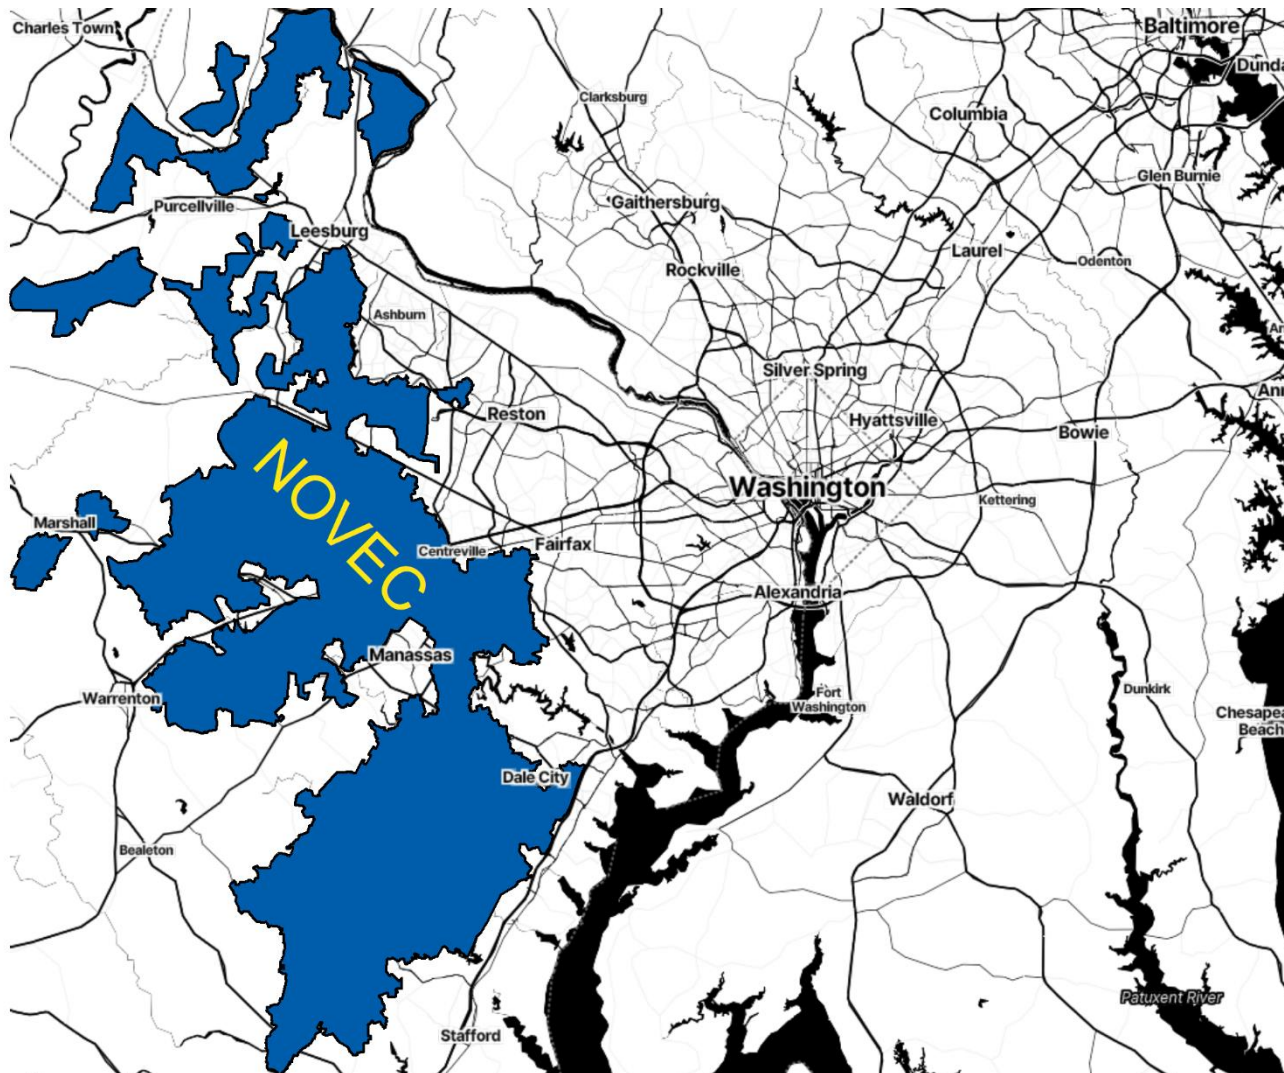 Charles Town
Baltimore
Dunda
Clarksburg
Columbia
Glen Burnie
Purcellville
Gaithersburg
Leesburg
Laurel
Odenton
Rockville
Ashburn
Ar
Silver Spring
Ann
Reston
Hyattsville
Bowie
NOVEC
Washington
Kettering
Marshall
Centreville
Fairfax
Alexandria
Manassas
Warrenton
Dunkirk
Fort
Washington
Chesapea
Beach
Dale City
Waldorf
Bealeton
Patuxent River
Stafford